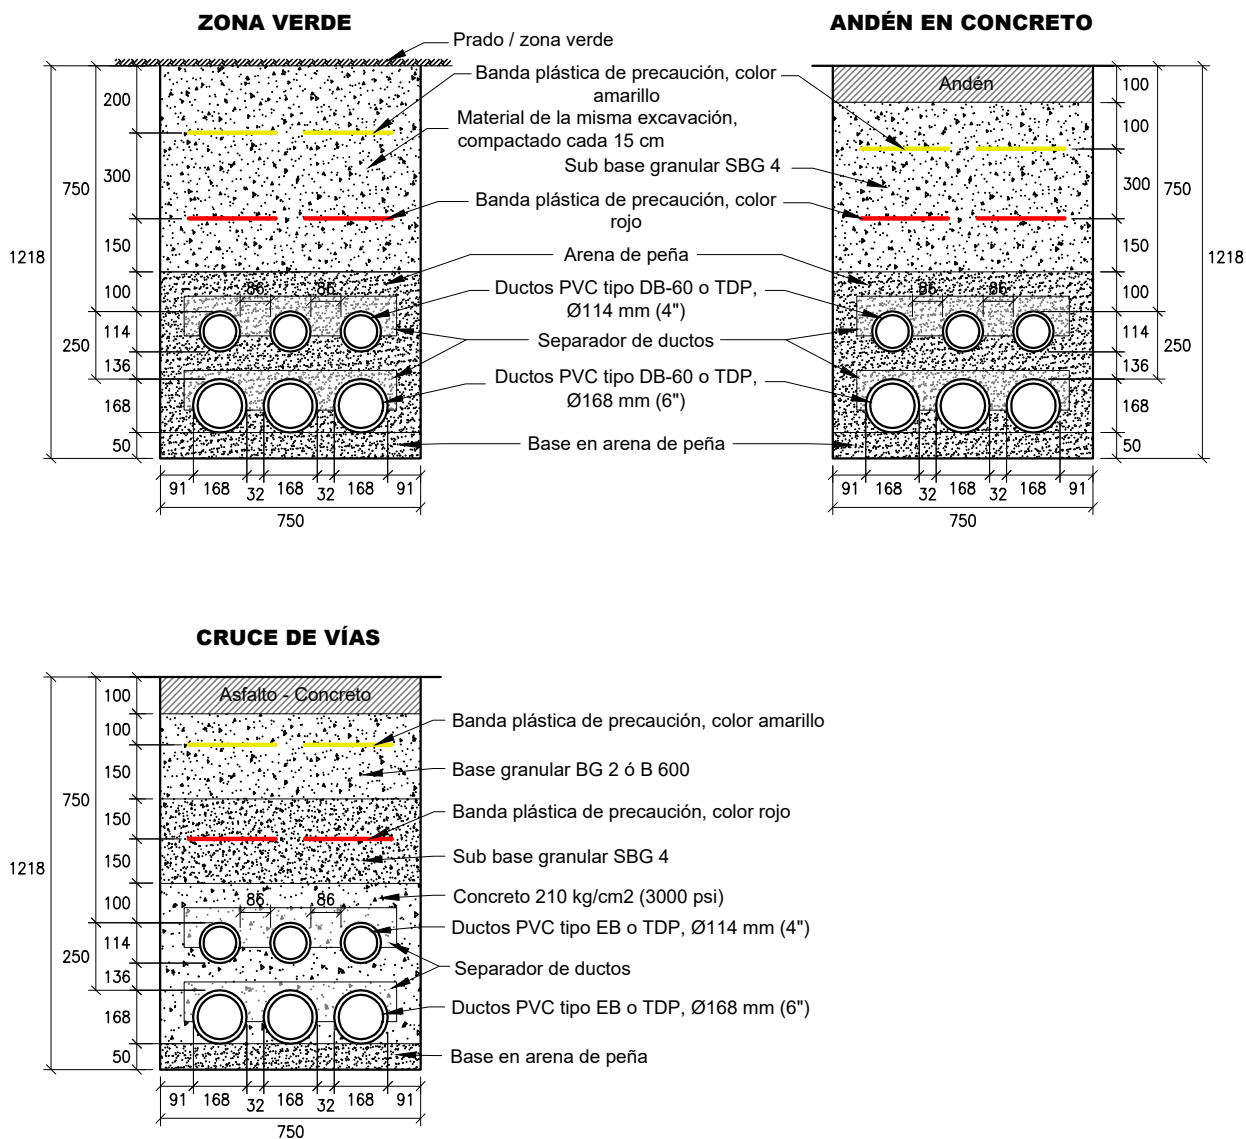 ZONA VERDE
ANDÉN EN CONCRETO
Prado / zona verde
Banda plástica de precaución, color
amarillo
Material de la misma excavación,
compactado cada 15 cm
Sub base granular SBG 4
Banda plástica de precaución, color
rojo
Arena de peña
Ductos PVC tipo DB-60 o TDP,
Ø114 mm (4")
Separador de ductos
Ductos PVC tipo DB-60 o TDP,
Ø168 mm (6")
Base en arena de peña
1218
750
250
200
300
150
100
114
136
168
50
86 86
91 168 32 168 32 168 91
750
Andén
100
100
300
150
100
114
136
168
50
750
250
1218
86 86
91 168 32 168 32 168 91
750
CRUCE DE VÍAS
Asfalto - Concreto
Banda plástica de precaución, color amarillo
Base granular BG 2 ó B 600
Banda plástica de precaución, color rojo
Sub base granular SBG 4
Concreto 210 kg/cm2 (3000 psi)
Ductos PVC tipo EB o TDP, Ø114 mm (4")
Separador de ductos
Ductos PVC tipo EB o TDP, Ø168 mm (6")
Base en arena de peña
1218
750
250
100
100
150
150
150
100
114
136
168
50
86 86
91 168 32 168 32 168 91
750